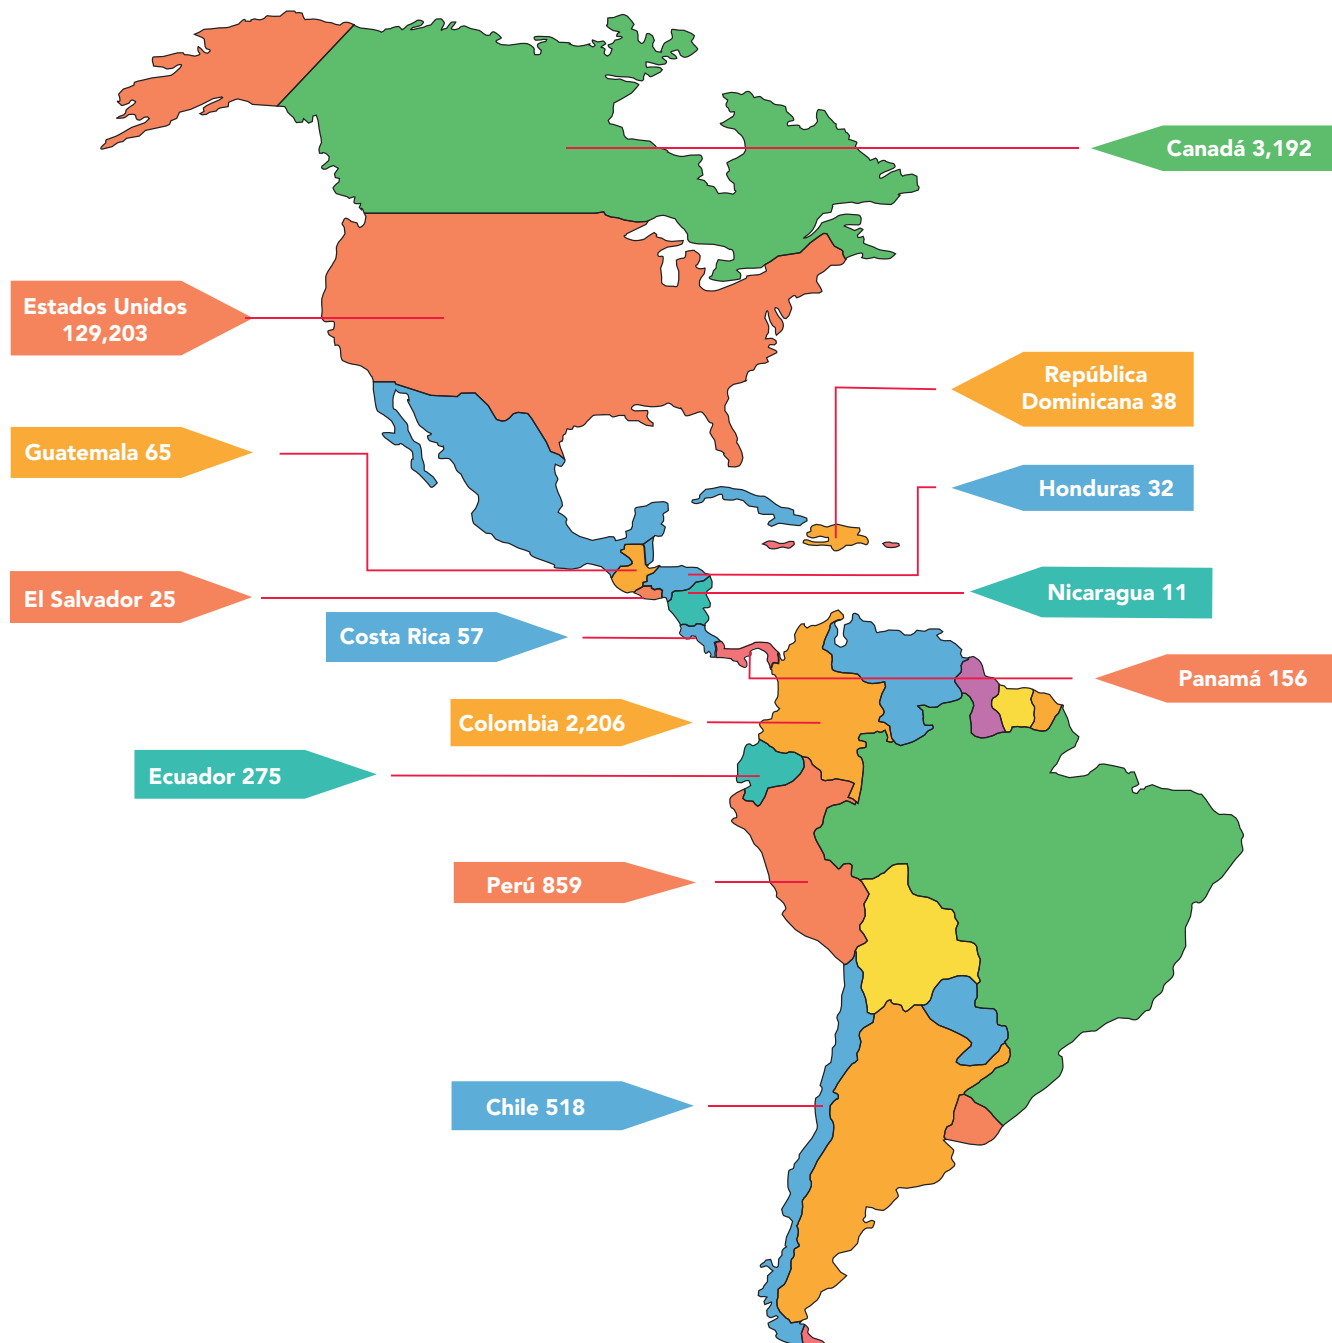 Canadá 3,192
Estados Unidos
129,203
República
Dominicana 38
Guatemala 65
Honduras 32
El Salvador 25
Nicaragua 11
Costa Rica 57
Panamá 156
Colombia 2,206
Ecuador 275
Perú 859
Chile 518